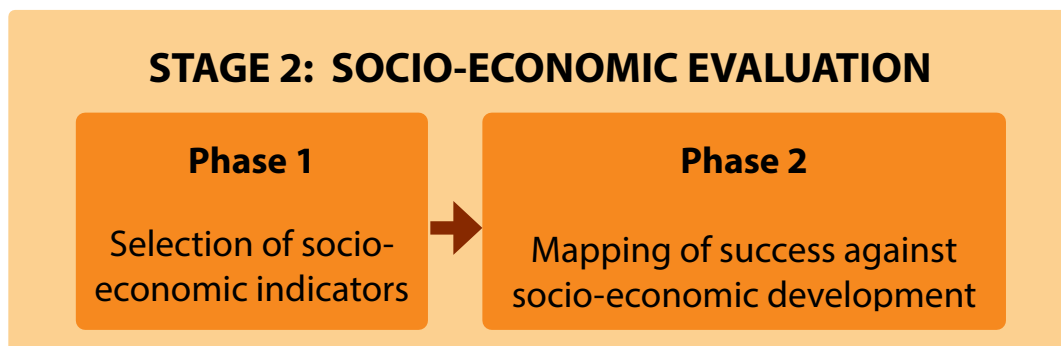 STAGE 2: SOCIO-ECONOMIC EVALUATION
Phase 1
Selection of socio-
economic indicators
Phase 2
Mapping of success against
socio-economic development